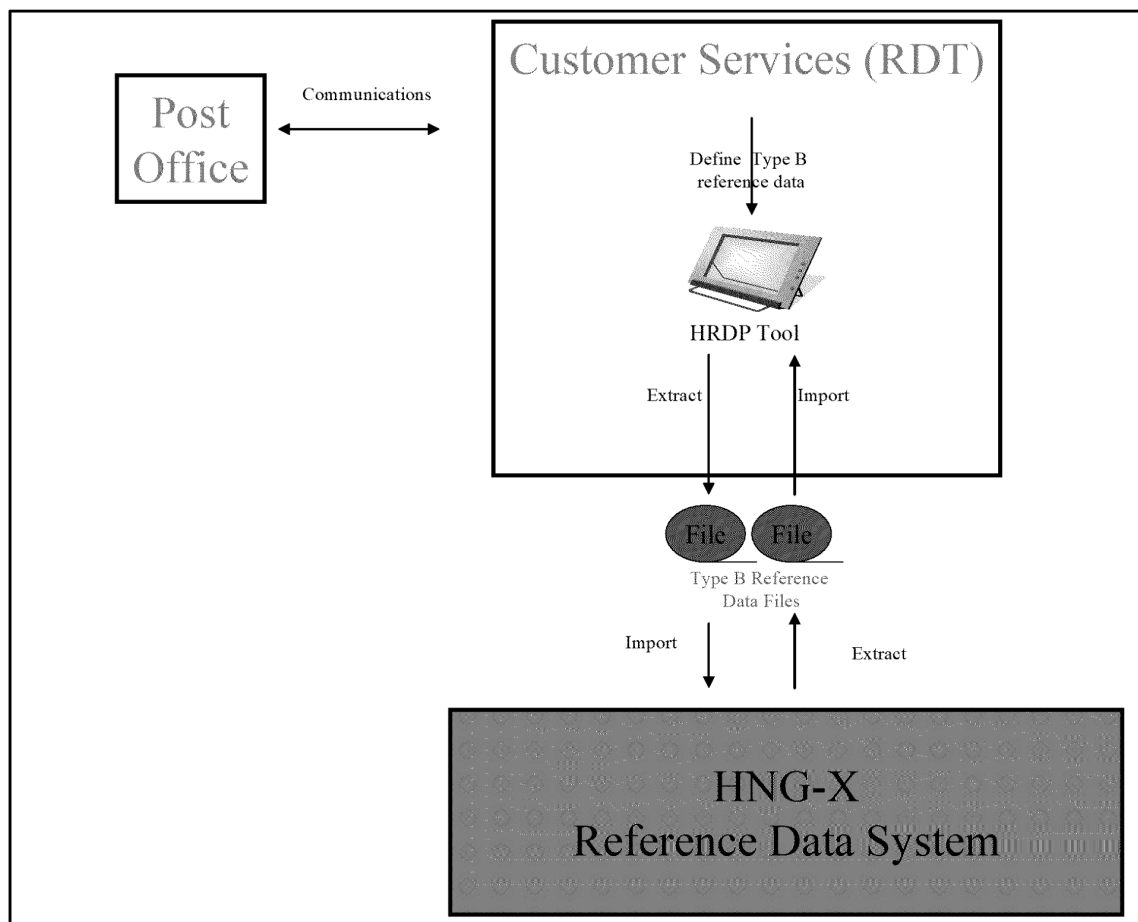 Customer Services (RDT)
Post
Office
Communications
Define Type B
reference data
HRDP Tool
Extract
Import
File
File
Type B Reference
Data Files
Import
Extract
HNG-X
Reference Data System